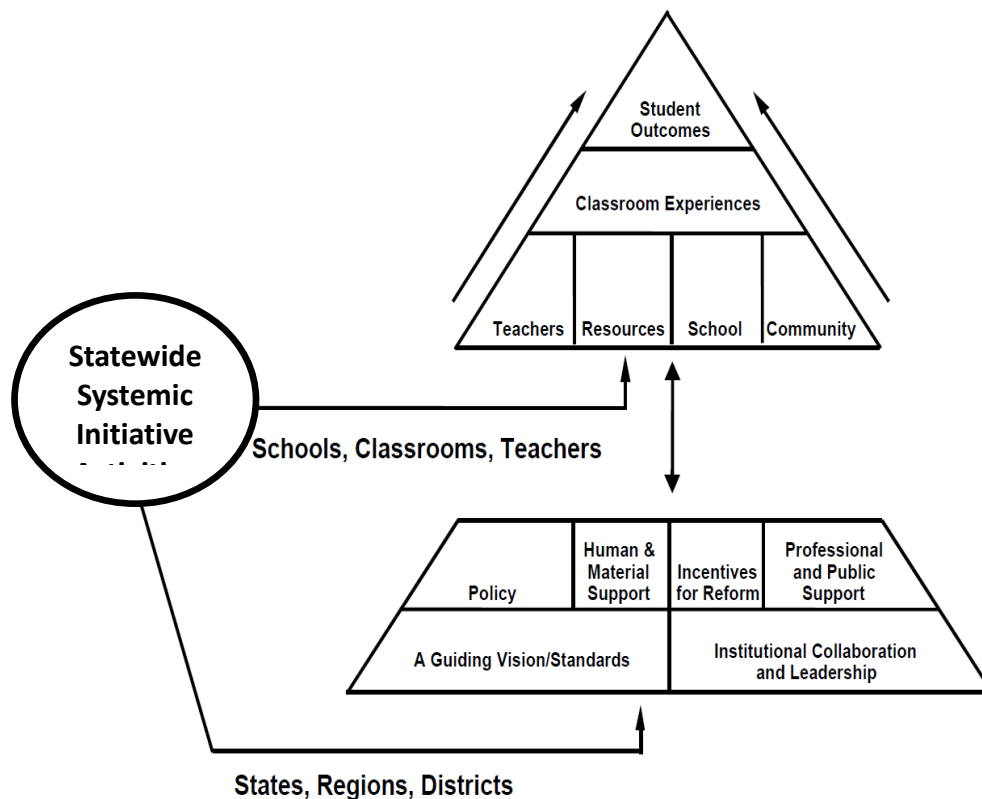 Student
Outcomes
Classroom Experiences
Teachers
Resources
School
Community
Statewide
Systemic
Initiative
Schools, Classrooms, Teachers
Policy
Human &
Material
Support
Incentives
for Reform
Professional
and Public
Support
A Guiding Vision/Standards
Institutional Collaboration
and Leadership
States, Regions, Districts